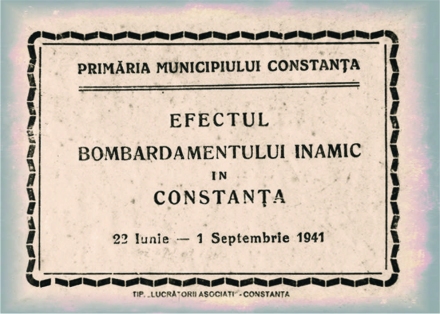 PRIMĂRIA MUNICIPIULUI CONSTANȚA
EFECTUL
BOMBARDAMENTULUI INAMIC
IN
CONSTANȚA
22 Iunie — 1 Septembrie 1941
TIP. „LUCRĂTORII ASOCIAȚI" - CONSTANȚA